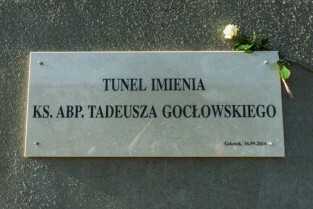 TUNEL IMIENIA
KS. ABP. TADEUSZA GOCŁOWSKIEGO
Gdańsk, 16.09.2016